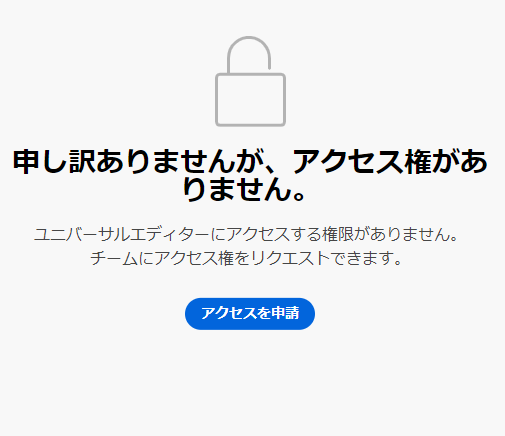 申し訳ありませんが、アクセス権があ
りません。
ユニバーサルエディターにアクセスする権限がありません。
チームにアクセス権をリクエストできます。
アクセスを申請